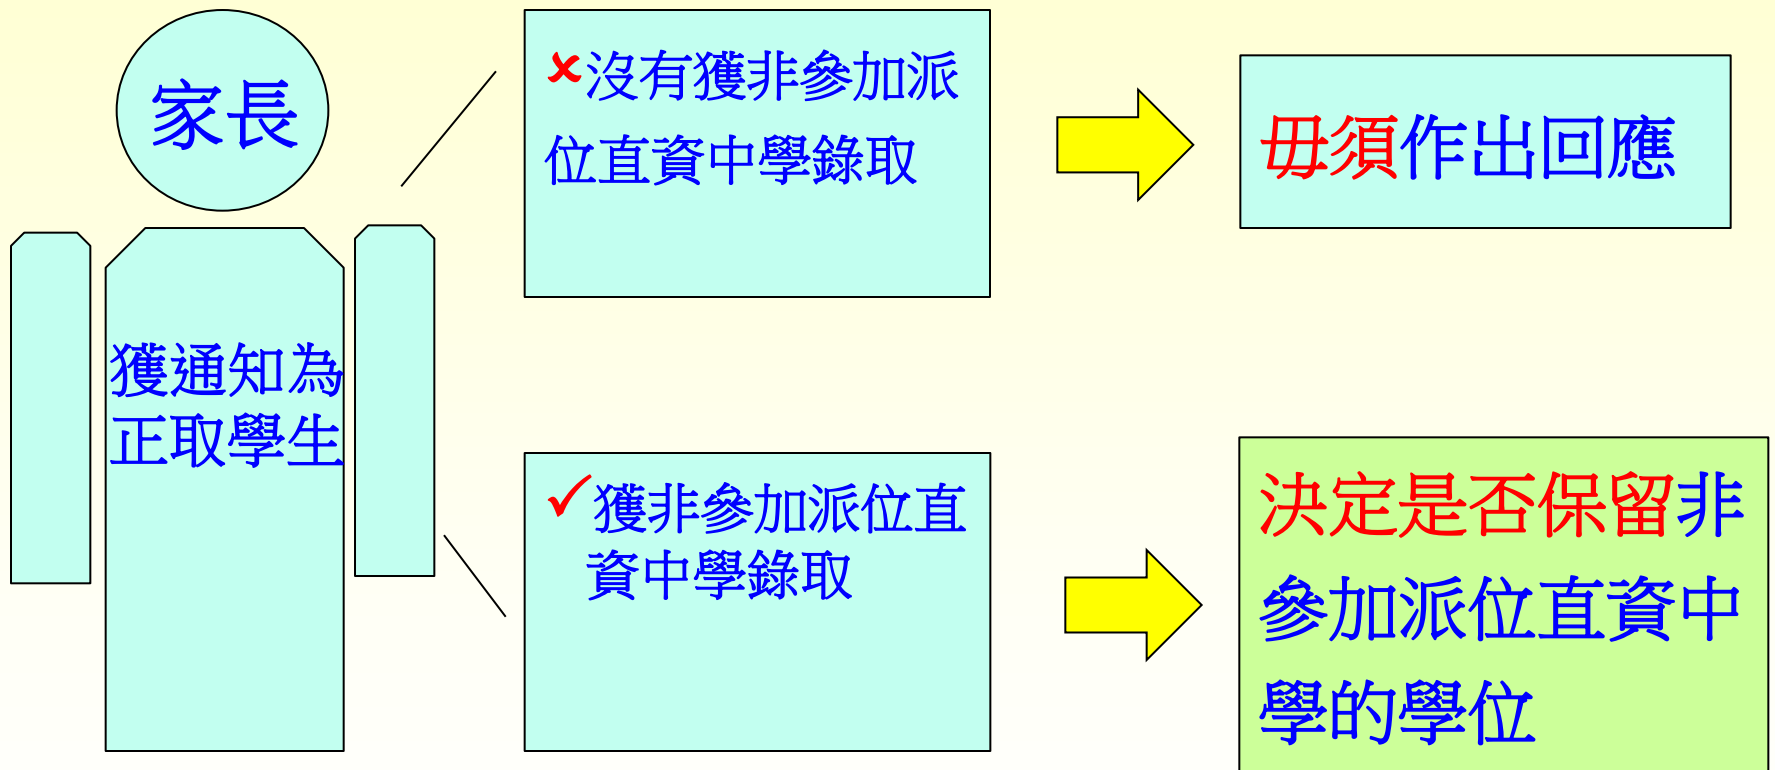 家長
獲通知為
正取學生
✘沒有獲非參加派
位直資中學錄取
毋須作出回應
✓獲非參加派位直
資中學錄取
決定是否保留非
參加派位直資中
學的學位